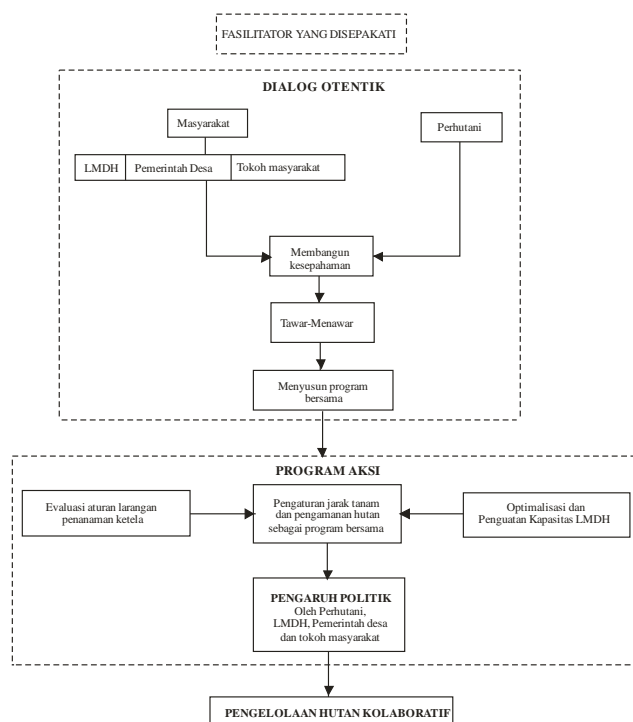 FASILITATOR YANG DISEPAKATI
DIALOG OTENTIK
Masyarakat
Perhutani
LMDH
Pemerintah Desa
Tokoh masyarakat
Membangun
kesepahaman
Tawar-Menawar
Menyusun program
bersama
PROGRAM AKSI
Evaluasi aturan larangan
penanaman ketela
Pengaturan jarak tanam
dan pengamanan hutan
sebagai program bersama
Optimalisasi dan
Penguatan Kapasitas LMDH
PENGARUH POLITIK
Oleh Perhutani,
LMDH, Pemerintah desa
dan tokoh masyarakat
PENGELOLAAN HUTAN KOLABORATIF